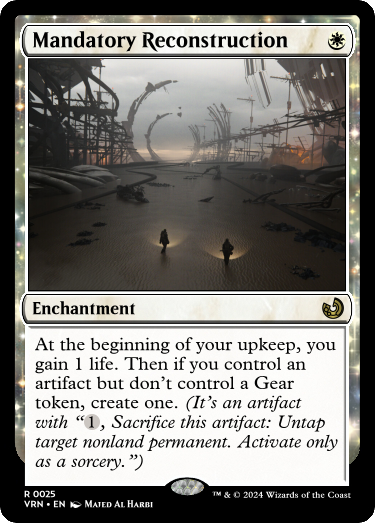 Mandatory Reconstruction
Enchantment
At the beginning of your upkeep, you
gain 1 life. Then if you control an
artifact but don't control a Gear
token, create one. (It's an artifact
with “1, Sacrifice this artifact: Untap
target nonland permanent. Activate only
as a sorcery.”)
R 0025
VRN • EN Majed Al Harbi
™ & © 2024 Wizards of the Coast